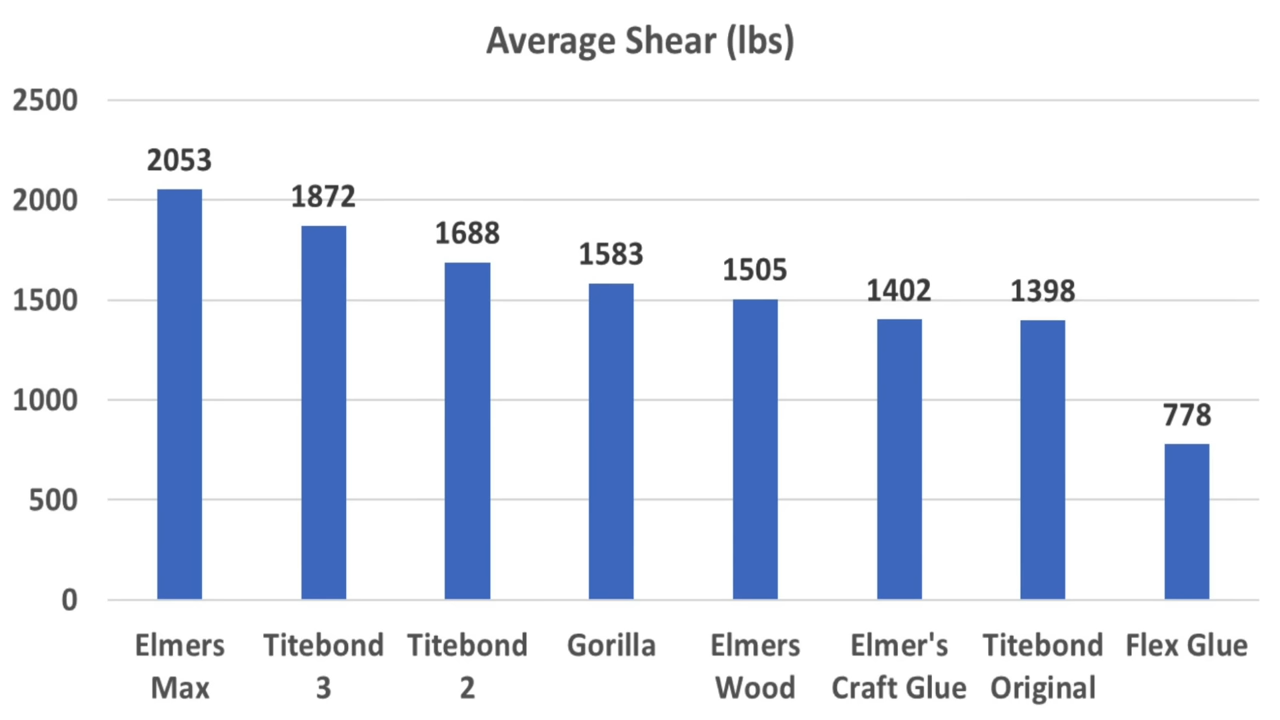 Average Shear (lbs)
2500
2000
1500
1000
500
0
2053
1872
1688
1583
1505
1402
1398
778
Elmers
Max
Titebond
3
Titebond
2
Gorilla
Elmers
Wood
Elmer's
Craft Glue
Titebond
Original
Flex Glue